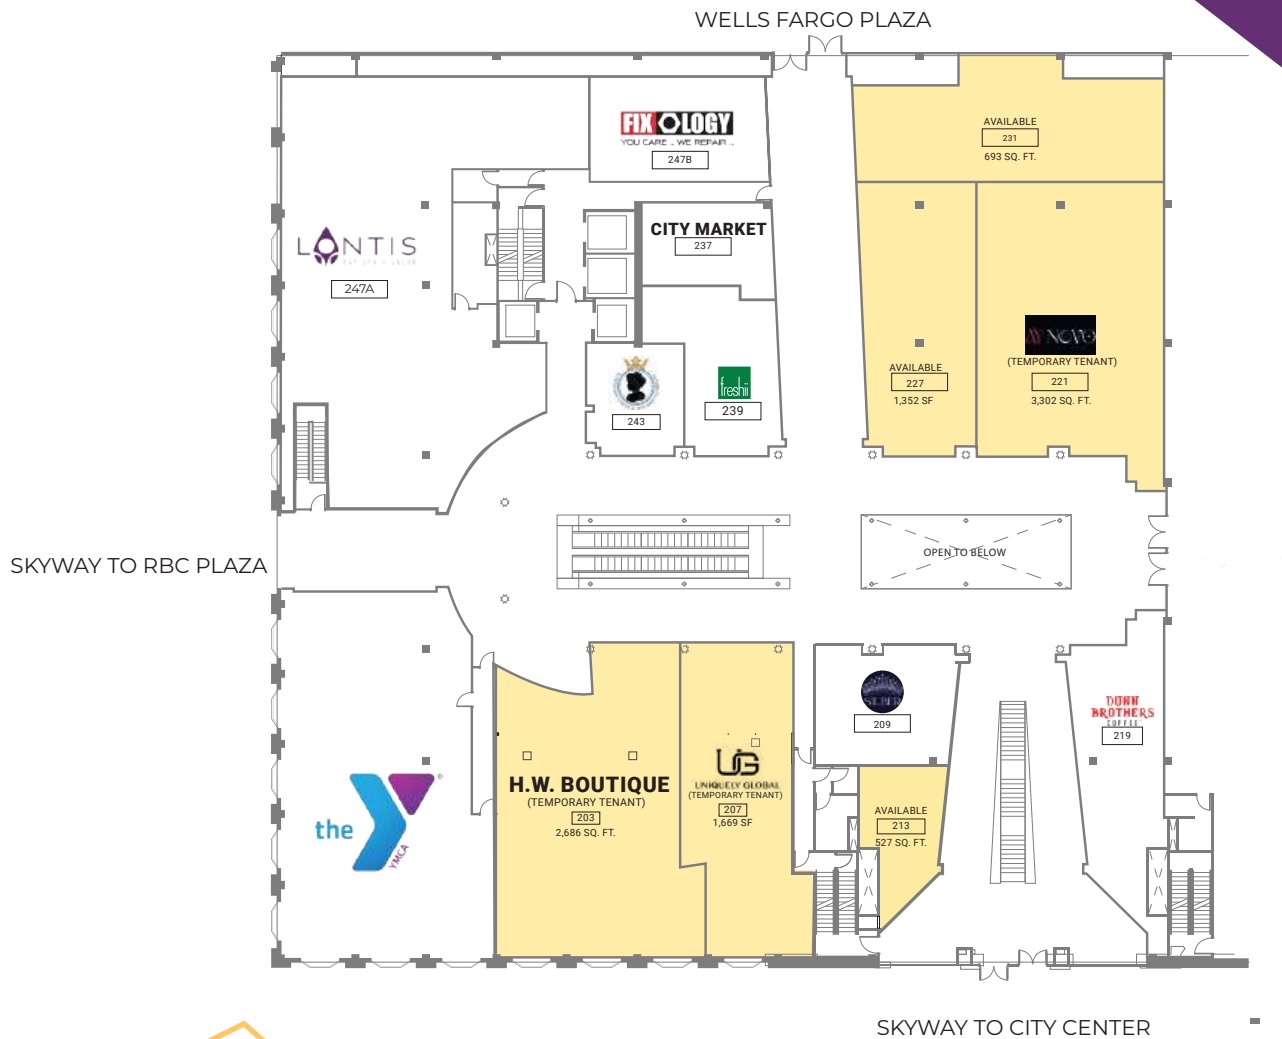 WELLS FARGO PLAZA
FIXOLOGY
YOU CARE .. WE REPAIR ..
247B
AVAILABLE
231
693 SQ. FT.
CITY MARKET
237
LANTIS
247A
NOVO
(TEMPORARY TENANT)
221
3,302 SQ. FT.
AVAILABLE
227
1,352 SF
freshii
239
243
OPEN TO BELOW
SKYWAY TO RBC PLAZA
209
DUNN
BROTHERS
COFFEE
219
H.W. BOUTIQUE
(TEMPORARY TENANT)
203
2,686 SQ. FT.
UG
UNIQUELY GLOBAL
(TEMPORARY TENANT)
207
1,669 SF
AVAILABLE
213
527 SQ. FT.
the Y
YMCA
SKYWAY TO CITY CENTER